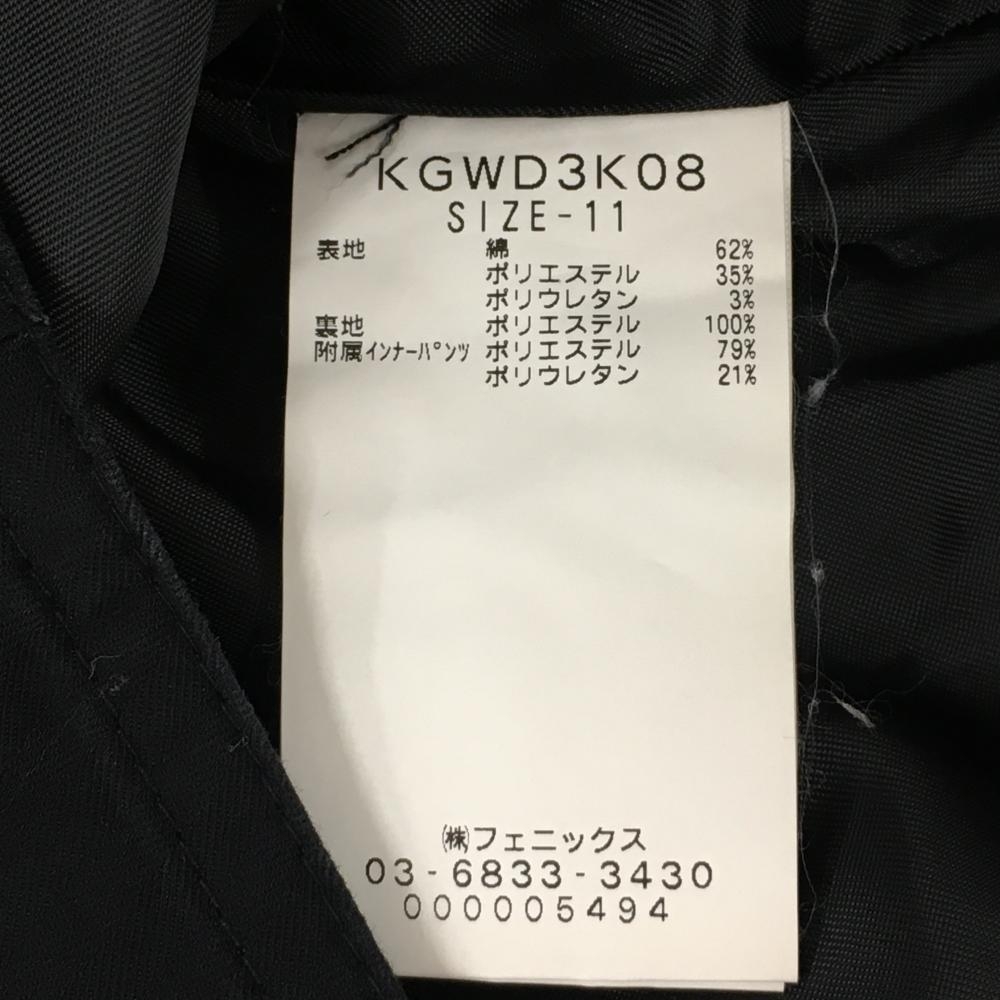 KGWD3K08
SIZE-11
表地 綿 62%
ポリエステル 35%
ポリウレタン 3%
裏地 ポリエステル 100%
附属インナーパンツ ポリエステル 79%
ポリウレタン 21%
㈱フェニックス
03-6833-3430
000005494